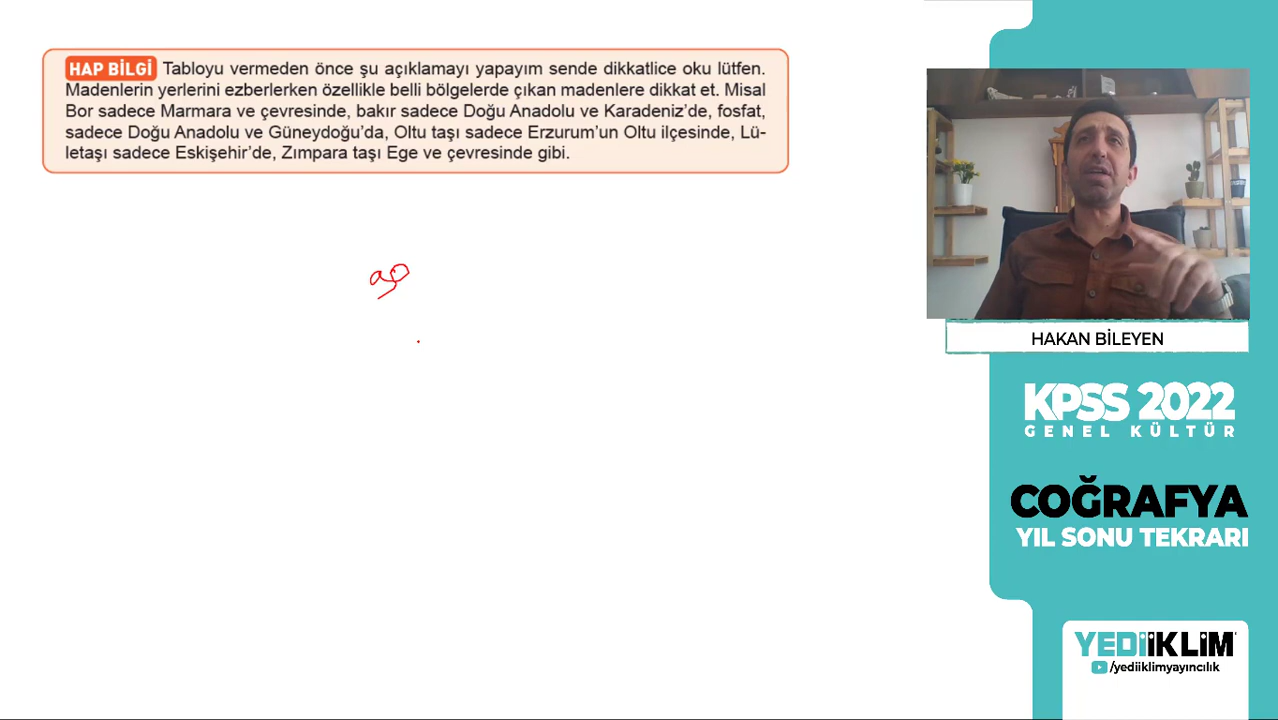 HAP BİLGİ Tabloyu vermeden önce şu açıklamayı yapayım sende dikkatlice oku lütfen.
Madenlerin yerlerini ezberlerken özellikle belli bölgelerde çıkan madenlere dikkat et. Misal
Bor sadece Marmara ve çevresinde, bakır sadece Doğu Anadolu ve Karadeniz’de, fosfat,
sadece Doğu Anadolu ve Güneydoğu’da, Oltu taşı sadece Erzurum’un Oltu ilçesinde, Lü-
letaşı sadece Eskişehir’de, Zımpara taşı Ege ve çevresinde gibi.
HAKAN BİLEYEN
KPSS 2022
GENEL KÜLTÜR
COĞRAFYA
YIL SONU TEKRARI
YEDİİKLİM
/yediiklimyayıncılık